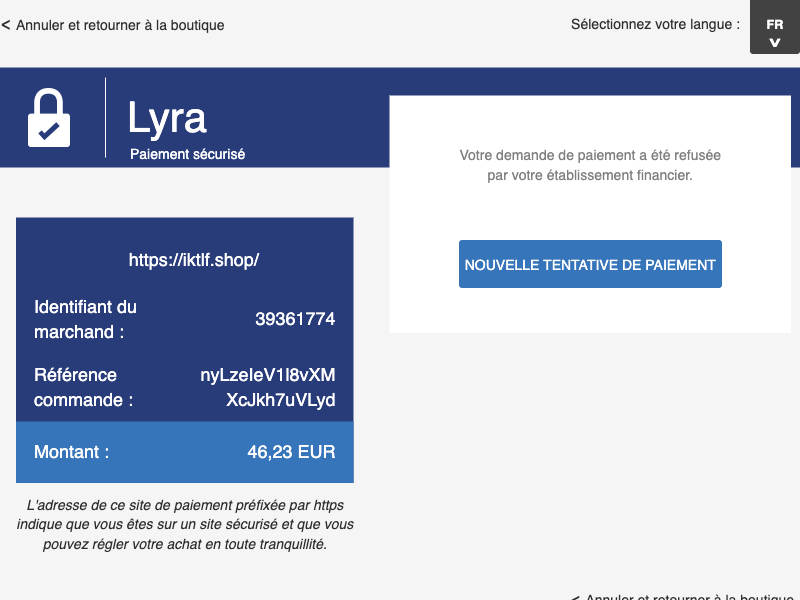 < Annuler et retourner à la boutique
Sélectionnez votre langue :
FR
Lyra
Paiement sécurisé
Votre demande de paiement a été refusée
par votre établissement financier.
NOUVELLE TENTATIVE DE PAIEMENT
https://iktlf.shop/
Identifiant du
marchand :
39361774
Référence
commande :
nyLzeIeV1l8vXM
XcJkh7uVLyd
Montant :
46,23 EUR
L'adresse de ce site de paiement préfixée par https
indique que vous êtes sur un site sécurisé et que vous
pouvez régler votre achat en toute tranquillité.
< Annuler et retourner à la boutique